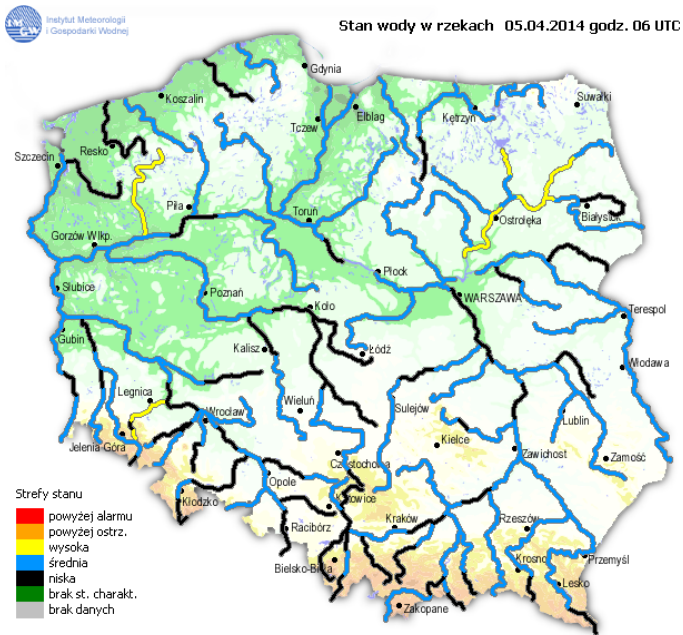 Instytut Meteorologii
i Gospodarki Wodnej
IMGW
Stan wody w rzekach 05.04.2014 godz. 06 UTC
Gdynia
Koszalin
Suwałki
Tczew
Elbląg
Kętrzyn
Resko
Szczecin
Piła
Toruń
Ostrołęka
Białystok
Gorzów Wlkp.
Płock
Słubice
Poznań
WARSZAWA
Koło
Terespol
Gubin
Kalisz
Łódź
Włodawa
Legnica
Wieluń
Sulejów
Wrocław
Lublin
Jelenia Góra
Kielce
Zawichost
Zamość
Częstochowa
Opole
Kłodzko
Katowice
Racibórz
Kraków
Rzeszów
Bielsko-Biała
Krosno
Przemyśl
Lesko
Zakopane
Strefy stanu
powyżej alarmu
powyżej ostrz.
wysoka
średnia
niska
brak st. charakt.
brak danych